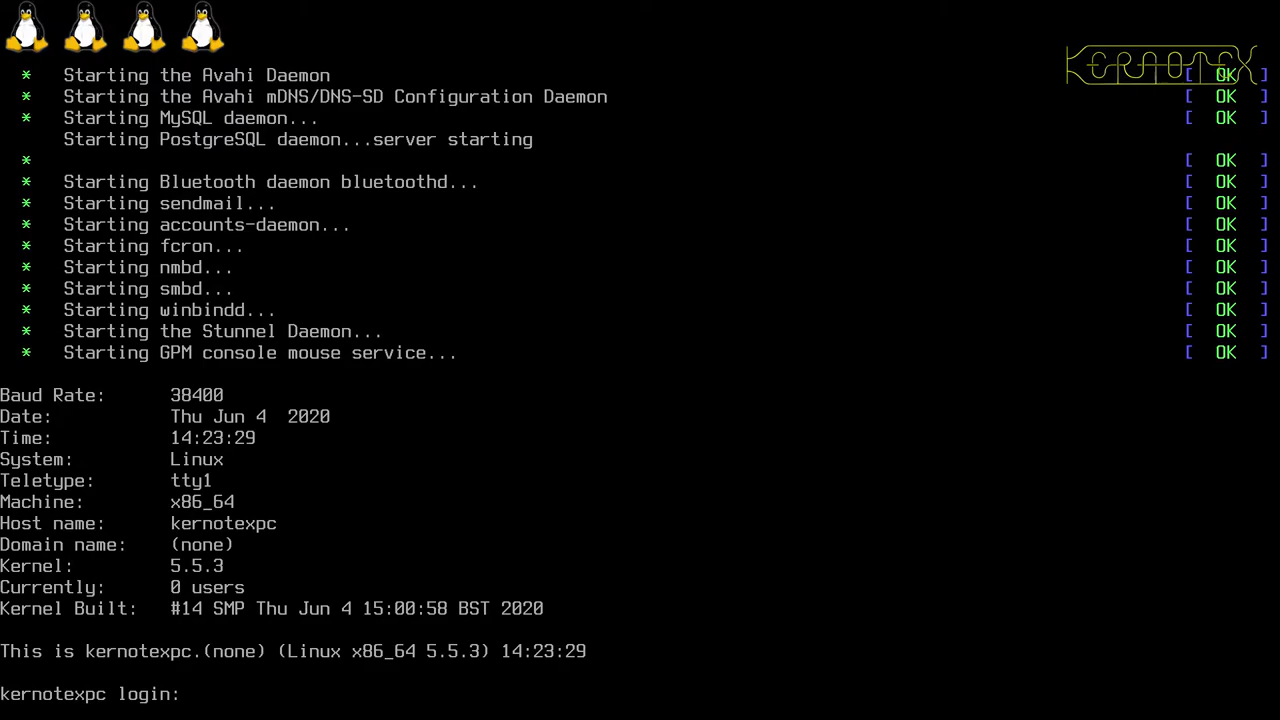 KERNOTEX
* Starting the Avahi Daemon [ OK ]
* Starting the Avahi mDNS/DNS-SD Configuration Daemon [ OK ]
* Starting MySQL daemon... [ OK ]
Starting PostgreSQL daemon...server starting
* [ OK ]
* Starting Bluetooth daemon bluetoothd... [ OK ]
* Starting sendmail... [ OK ]
* Starting accounts-daemon... [ OK ]
* Starting fcron... [ OK ]
* Starting nmbd... [ OK ]
* Starting smbd... [ OK ]
* Starting winbindd... [ OK ]
* Starting the Stunnel Daemon... [ OK ]
* Starting GPM console mouse service... [ OK ]
Baud Rate: 38400
Date: Thu Jun 4  2020
Time: 14:23:29
System: Linux
Teletype: tty1
Machine: x86_64
Host name: kernotexpc
Domain name: (none)
Kernel: 5.5.3
Currently: 0 users
Kernel Built: #14 SMP Thu Jun 4 15:00:58 BST 2020
This is kernotexpc.(none) (Linux x86_64 5.5.3) 14:23:29
kernotexpc login: